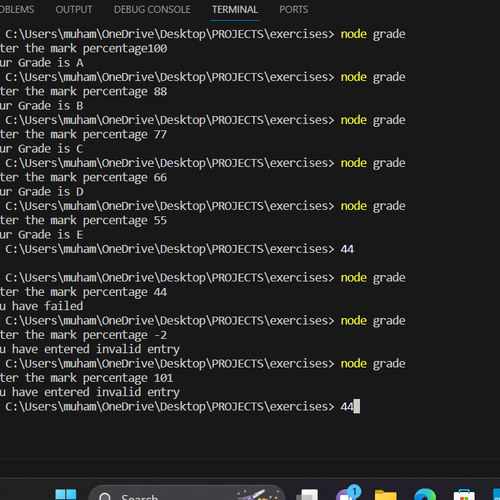 OBLEMS OUTPUT DEBUG CONSOLE TERMINAL PORTS
C:\Users\muham\OneDrive\Desktop\PROJECTS\exercises> node grade
ter the mark percentage100
ur Grade is A
C:\Users\muham\OneDrive\Desktop\PROJECTS\exercises> node grade
ter the mark percentage 88
ur Grade is B
C:\Users\muham\OneDrive\Desktop\PROJECTS\exercises> node grade
ter the mark percentage 77
ur Grade is C
C:\Users\muham\OneDrive\Desktop\PROJECTS\exercises> node grade
ter the mark percentage 66
ur Grade is D
C:\Users\muham\OneDrive\Desktop\PROJECTS\exercises> node grade
ter the mark percentage 55
ur Grade is E
C:\Users\muham\OneDrive\Desktop\PROJECTS\exercises> 44
C:\Users\muham\OneDrive\Desktop\PROJECTS\exercises> node grade
ter the mark percentage 44
u have failed
C:\Users\muham\OneDrive\Desktop\PROJECTS\exercises> node grade
ter the mark percentage -2
u have entered invalid entry
C:\Users\muham\OneDrive\Desktop\PROJECTS\exercises> node grade
ter the mark percentage 101
u have entered invalid entry
C:\Users\muham\OneDrive\Desktop\PROJECTS\exercises> 44
Search
1